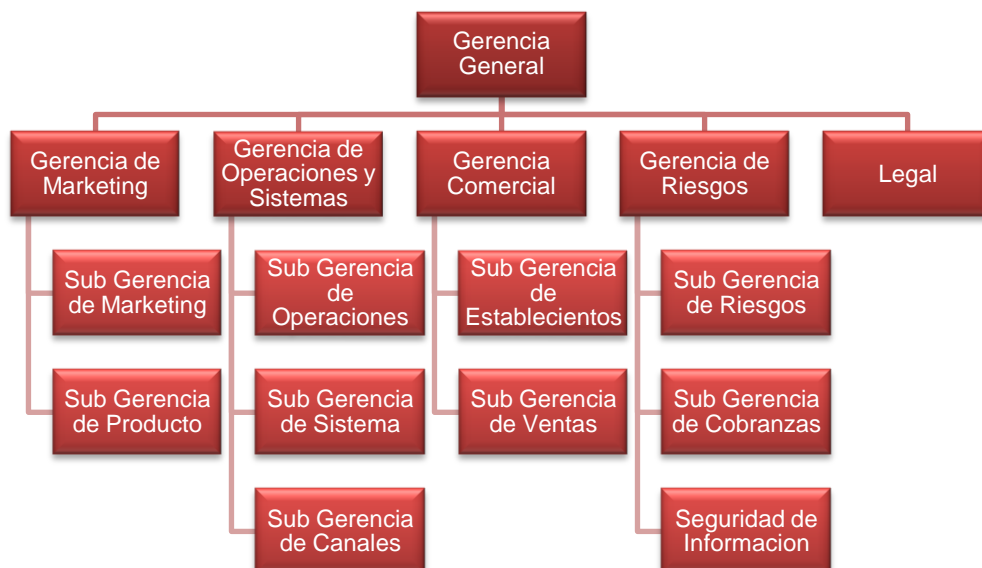 Gerencia
General
Gerencia de
Marketing
Gerencia de
Operaciones y
Sistemas
Gerencia
Comercial
Gerencia de
Riesgos
Legal
Sub Gerencia
de Marketing
Sub Gerencia
de Producto
Sub Gerencia
de
Operaciones
Sub Gerencia
de Sistema
Sub Gerencia
de Canales
Sub Gerencia
de
Establecientos
Sub Gerencia
de Ventas
Sub Gerencia
de Riesgos
Sub Gerencia
de Cobranzas
Seguridad de
Informacion